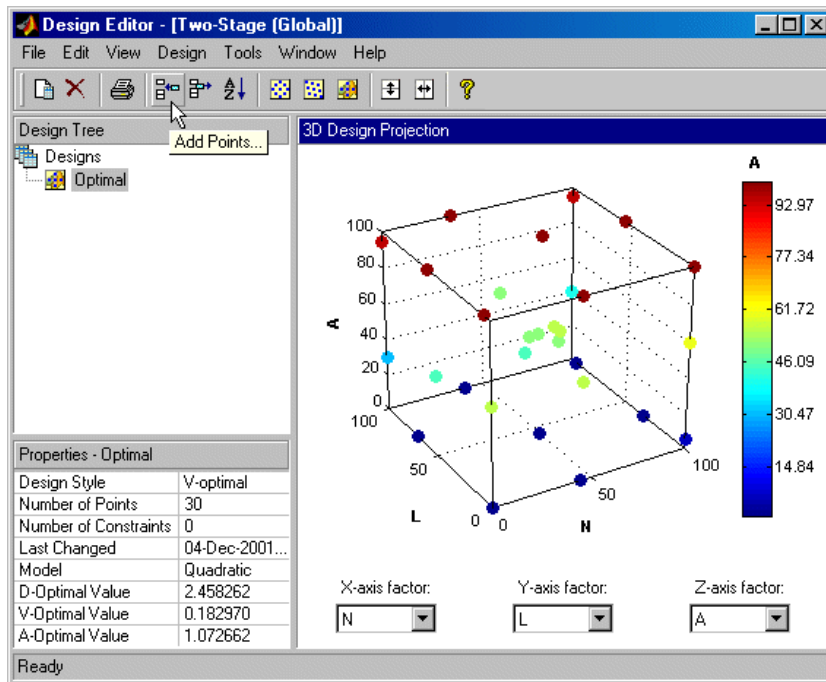 Design Editor - [Two-Stage (Global)]
File Edit View Design Tools Window Help
Add Points...
Design Tree
Designs
Optimal
3D Design Projection
A
100
80
60
40
20
0
A
100
50
0
L
0
50
100
N
92.97
77.34
61.72
46.09
30.47
14.84
Properties - Optimal
Design Style V-optimal
Number of Points 30
Number of Constraints 0
Last Changed 04-Dec-2001...
Model Quadratic
D-Optimal Value 2.458262
V-Optimal Value 0.182970
A-Optimal Value 1.072662
X-axis factor: Y-axis factor: Z-axis factor:
N L A
Ready